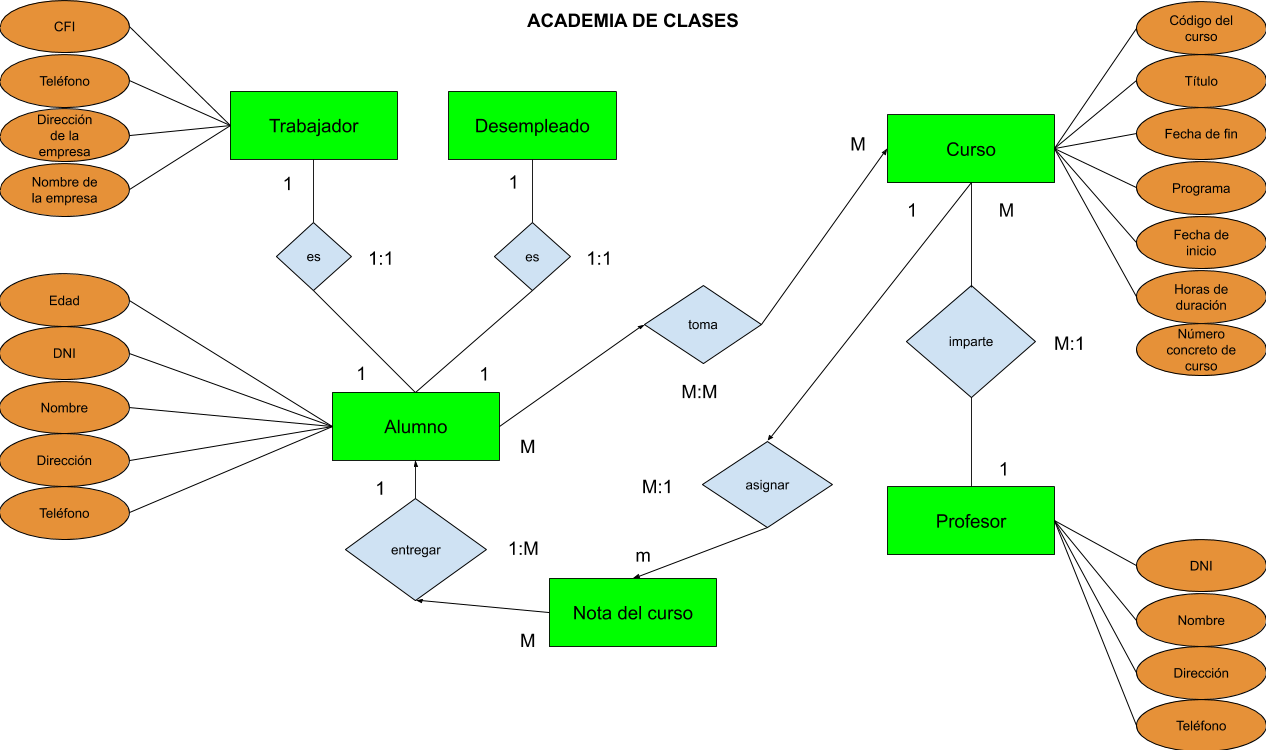 ACADEMIA DE CLASES
CFI
Teléfono
Dirección
de la
empresa
Nombre de
la empresa
Trabajador
Desempleado
1
1
es
1:1
es
1:1
1
1
Edad
DNI
Nombre
Dirección
Teléfono
Alumno
M
toma
M:M
M
Curso
Código del
curso
Título
Fecha de fin
Programa
Fecha de
inicio
Horas de
duración
Número
concreto de
curso
1
M
imparte
M:1
1
Profesor
DNI
Nombre
Dirección
Teléfono
M:1
asignar
m
1
entregar
1:M
M
Nota del curso